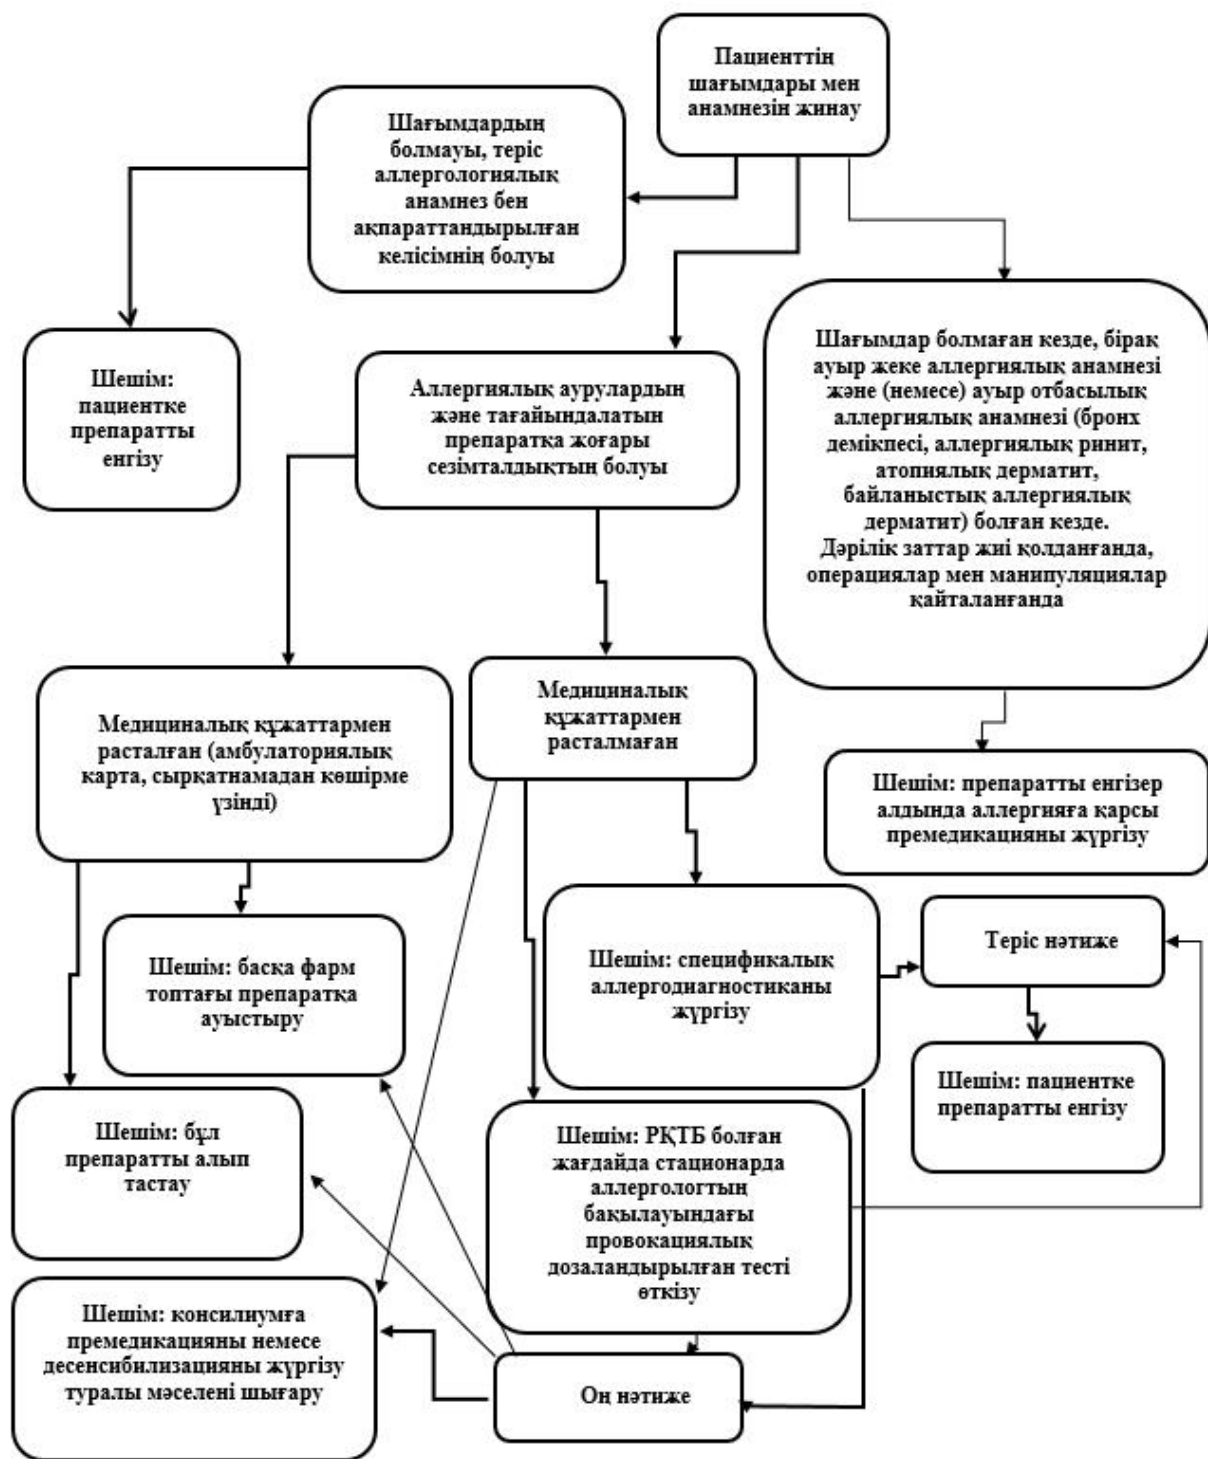 Пациенттің
шағымдары мен
анамнезін жинау
Шағымдардың
болмауы, теріс
аллергологиялық
анамнез бен
ақпараттандырылған
келісімнің болуы
Шешім:
пациентке
препаратты
енгізу
Аллергиялық аурулардың
және тағайындалатын
препаратқа жоғары
сезімталдықтың болуы
Шағымдар болмаған кезде, бірақ
ауыр жеке аллергиялық анамнезі
және (немесе) ауыр отбасылық
аллергиялық анамнезі (бронх
демікпесі, аллергиялық ринит,
атопиялық дерматит,
байланыстық аллергиялық
дерматит) болған кезде.
Дәрілік заттар жиі қолданғанда,
операциялар мен манипуляциялар
қайталанғанда
Медициналық құжаттармен
расталған (амбулаториялық
карта, сырқатнамадан көшірме
үзінді)
Медициналық
құжаттармен
расталмаған
Шешім: препаратты енгізер
алдында аллергияға қарсы
премедикацияны жүргізу
Шешім: басқа фарм
топтағы препаратқа
ауыстыру
Шешім: спецификалық
аллергодиагностиканы
жүргізу
Теріс нәтиже
Шешім: пациентке
препаратты енгізу
Шешім: бұл
препаратты алып
тастау
Шешім: РҚТБ болған
жағдайда стационарда
аллергологтың
бақылауындағы
провокациялық
дозаландырылған тесті
өткізу
Шешім: консилиумға
премедикацияны немесе
десенсибилизацияны жүргізу
туралы мәселені шығару
Оң нәтиже